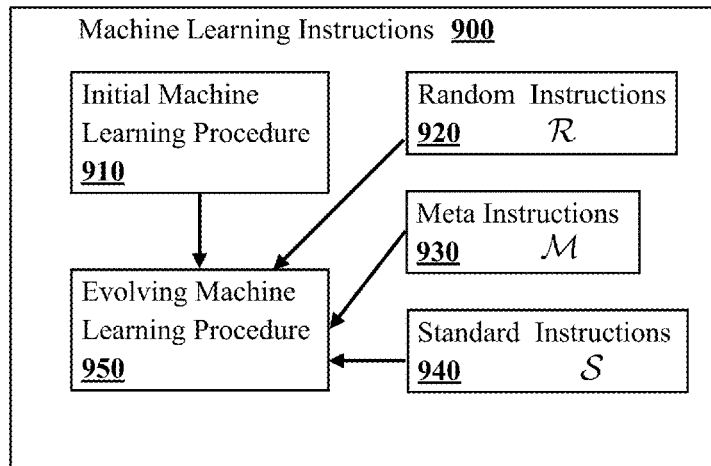 Machine Learning Instructions 900
Initial Machine
Learning Procedure
910
Random Instructions
920 ℛ
Meta Instructions
930 ℳ
Evolving Machine
Learning Procedure
950
Standard Instructions
940 𝒮